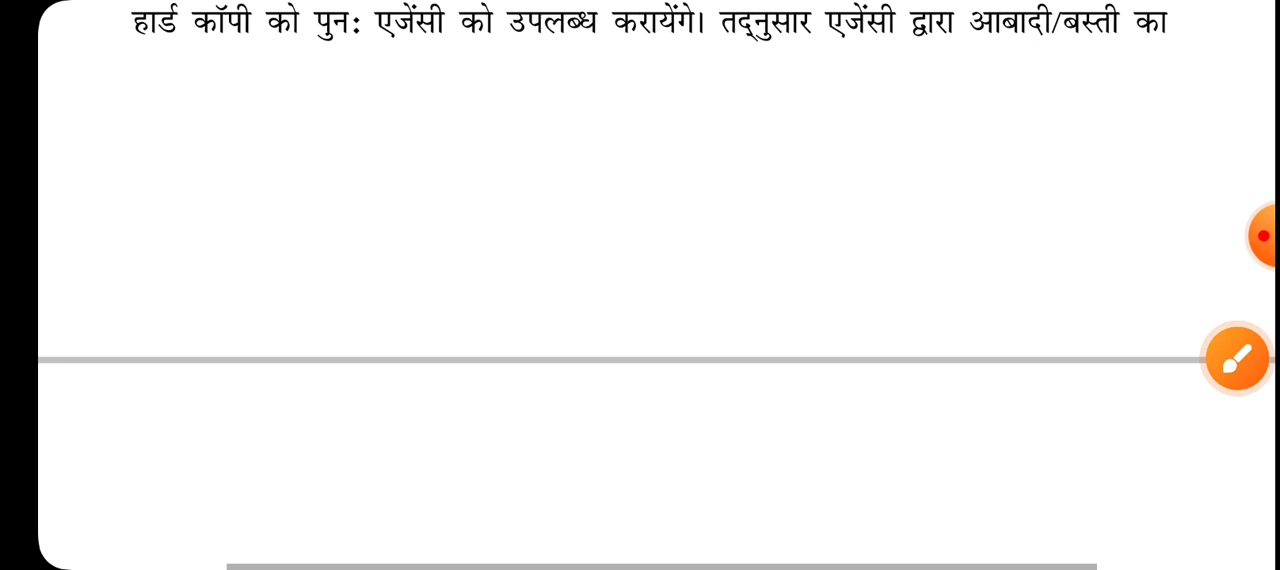 हार्ड कॉपी को पुन: एजेंसी को उपलब्ध करायेंगे। तद्नुसार एजेंसी द्वारा आबादी/बस्ती का